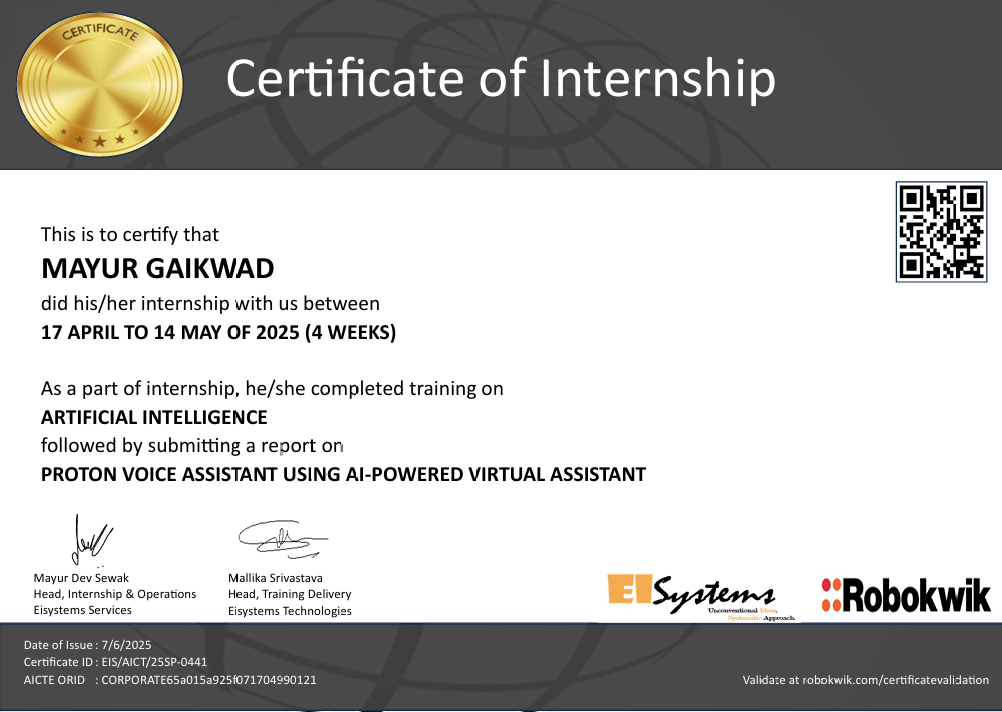 CERTIFICATE
Certificate of Internship
This is to certify that
MAYUR GAIKWAD
did his/her internship with us between
17 APRIL TO 14 MAY OF 2025 (4 WEEKS)
As a part of internship, he/she completed training on
ARTIFICIAL INTELLIGENCE
followed by submitting a report on
PROTON VOICE ASSISTANT USING AI-POWERED VIRTUAL ASSISTANT
Mayur Dev Sewak
Head, Internship & Operations
Eisystems Services
Mallika Srivastava
Head, Training Delivery
Eisystems Technologies
EISystems
Unconventional Ideas.
Systematic Approach.
Robokwik
Date of Issue : 7/6/2025
Certificate ID : EIS/AICT/25SP-0441
AICTE ORID : CORPORATE65a015a925f071704990121
Validate at robokwik.com/certificatevalidation